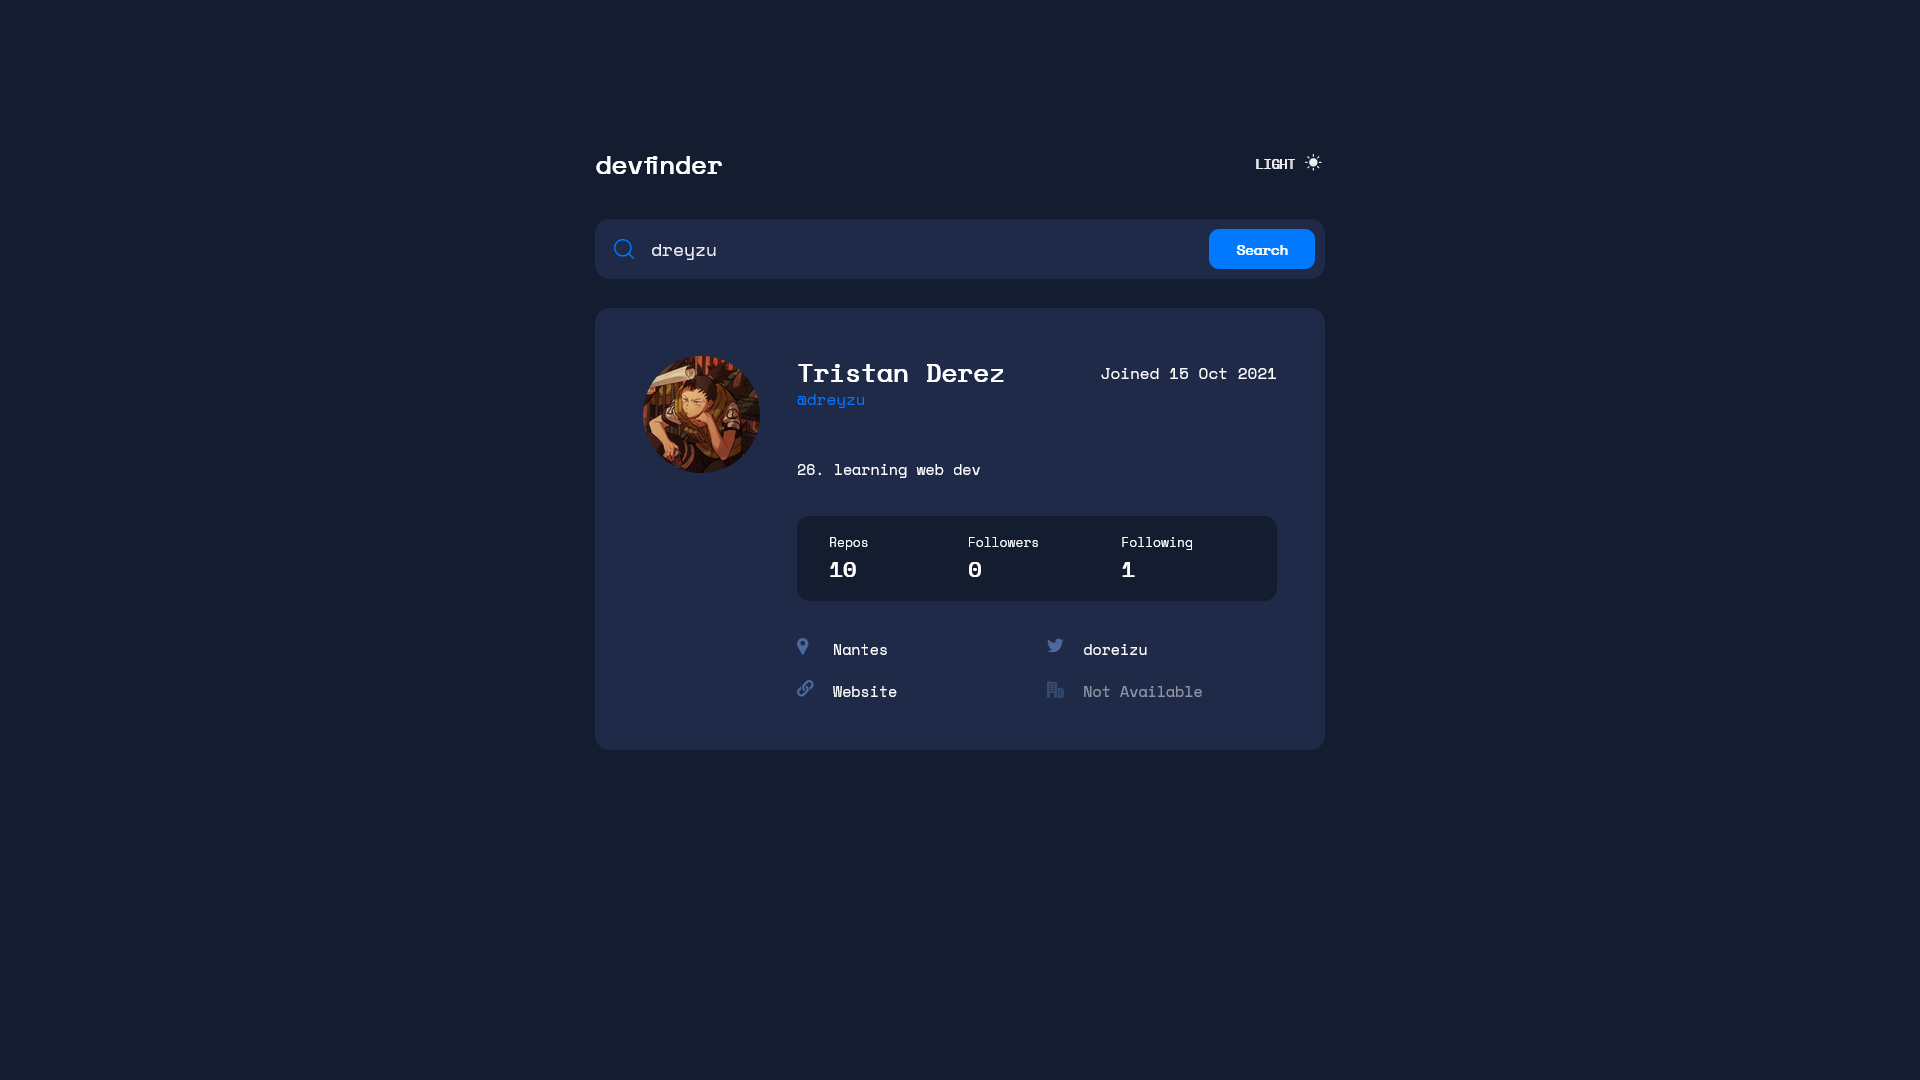 devfinder
LIGHT
dreyzu
Search
Tristan Derez
Joined 15 Oct 2021
@dreyzu
26. learning web dev
Repos
Followers
Following
10
0
1
Nantes
doreizu
Website
Not Available